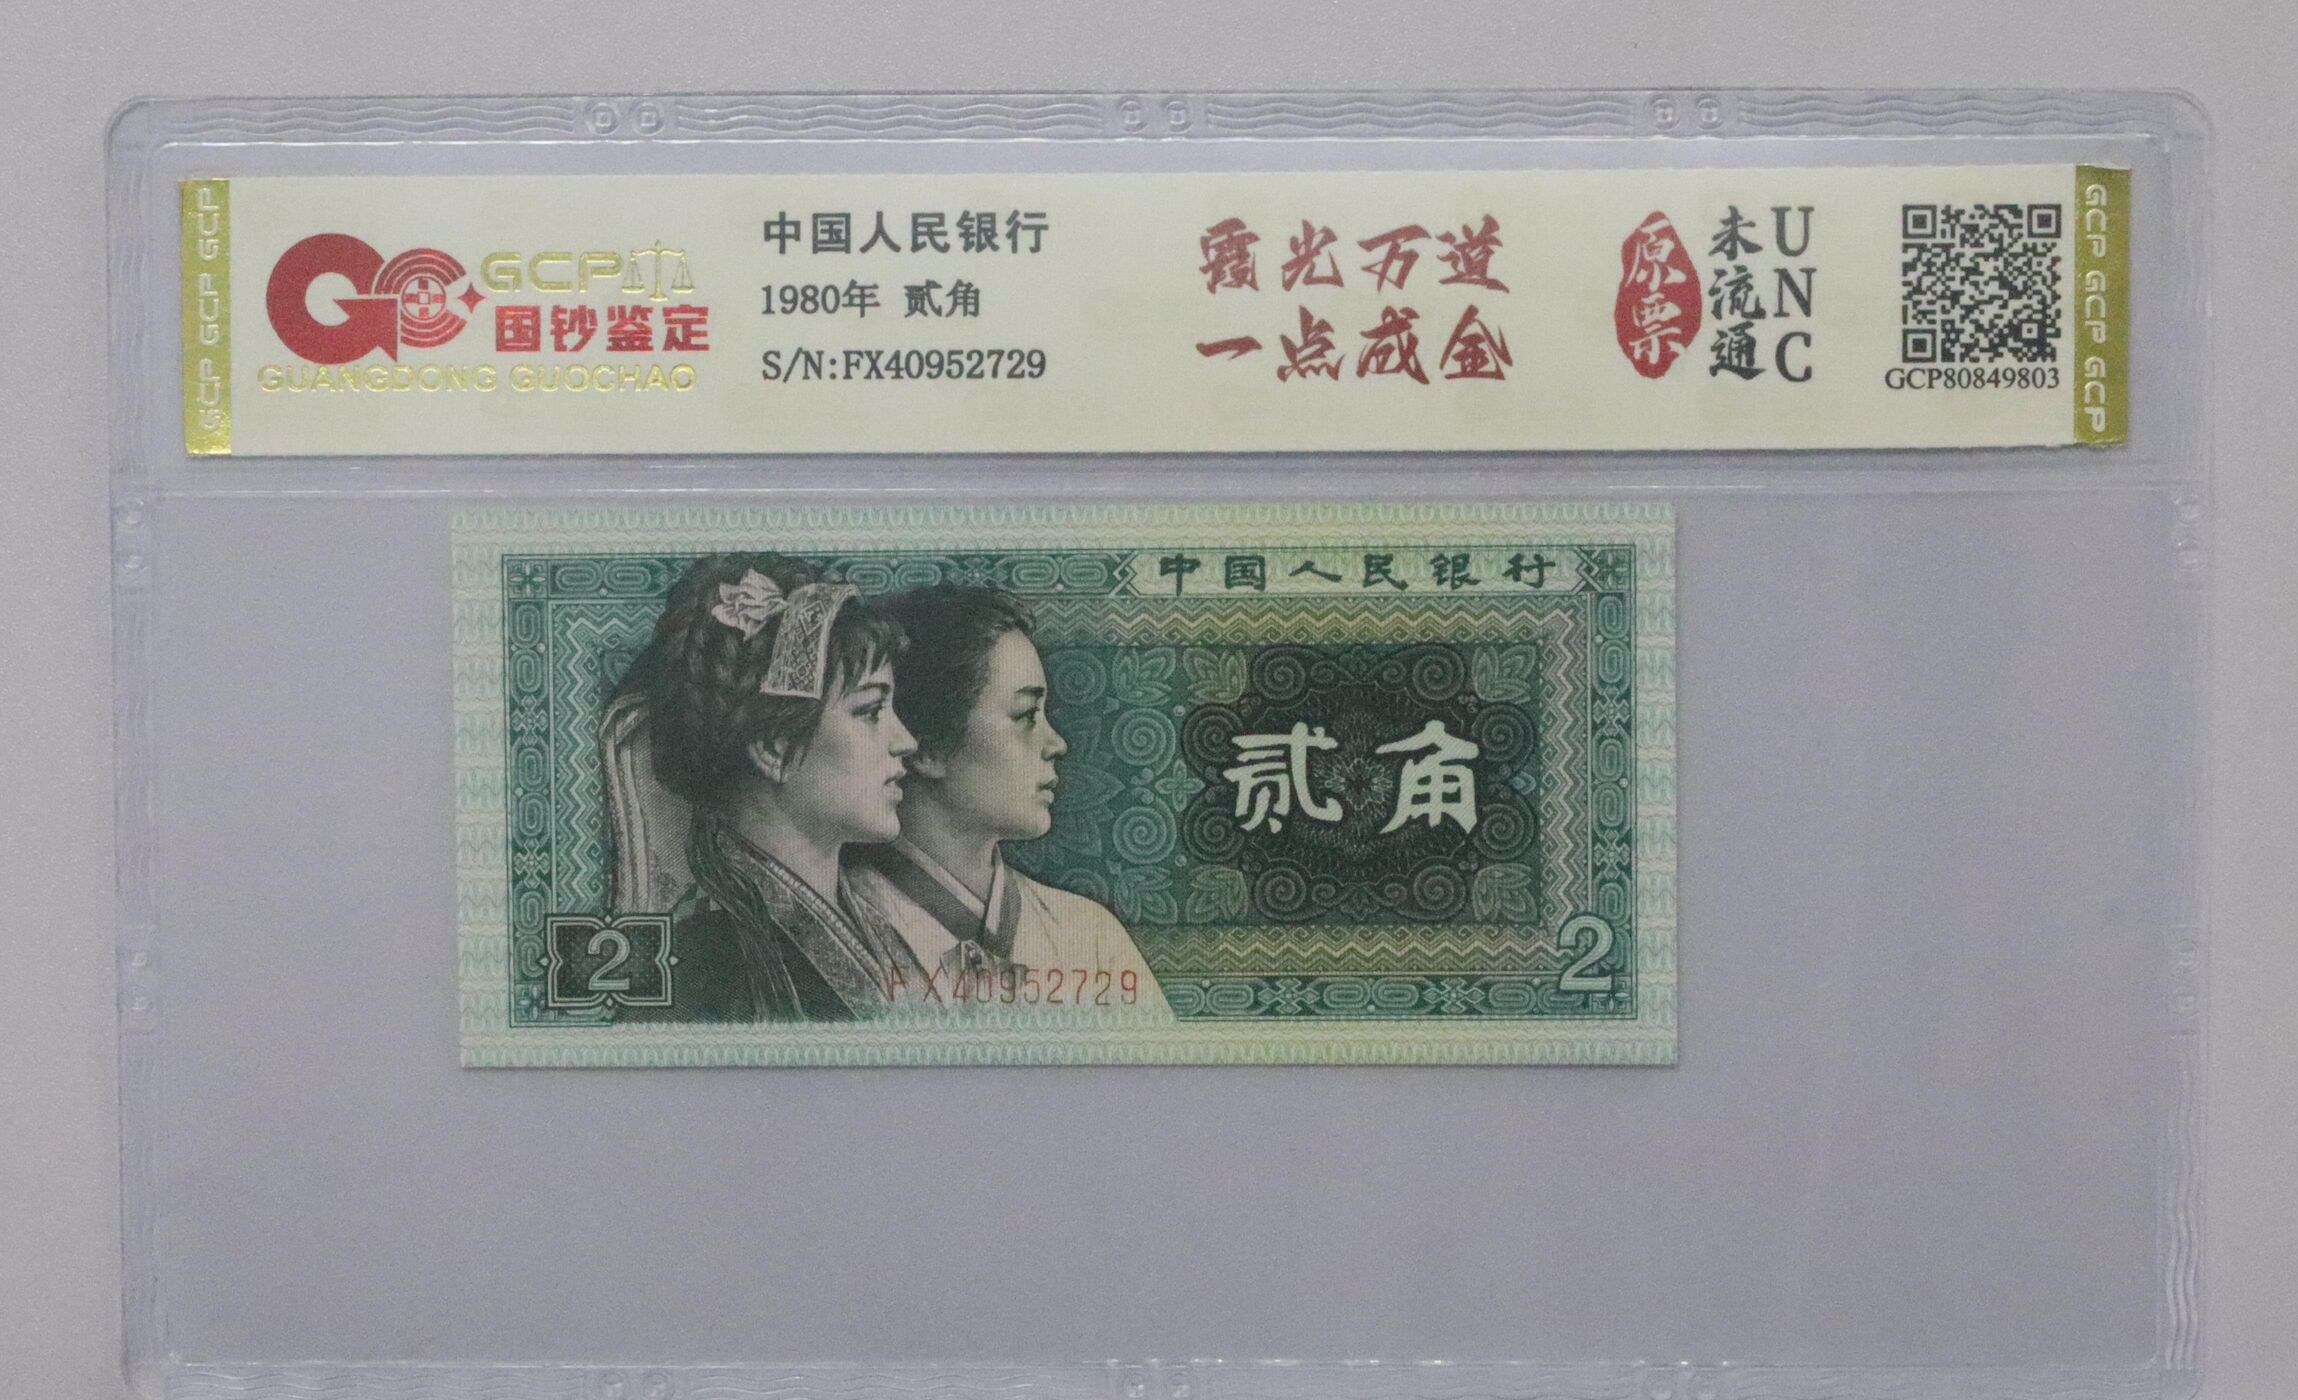 GCP GCP GCP
GCP
国钞鉴定
GUANGDONG GUOCHAO
中国人民银行
1980年 贰角
S/N:FX40952729
霞光万道
一点成金
原票
未流通
UNC
GCP80849803
GCP GCP GCP
中国人民银行
贰角
2
FX40952729
2